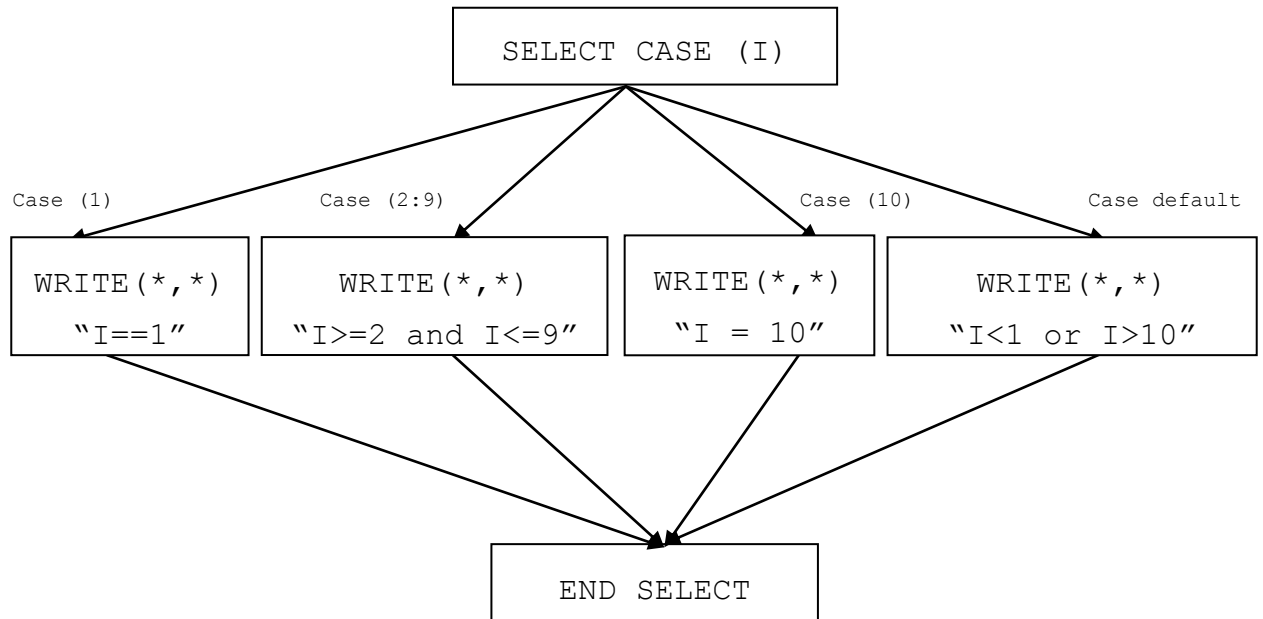 SELECT CASE (I)
Case (1)
Case (2:9)
Case (10)
Case default
WRITE(*,*)
“I==1”
WRITE(*,*)
“I>=2 and I<=9”
WRITE(*,*)
“I = 10”
WRITE(*,*)
“I<1 or I>10”
END SELECT